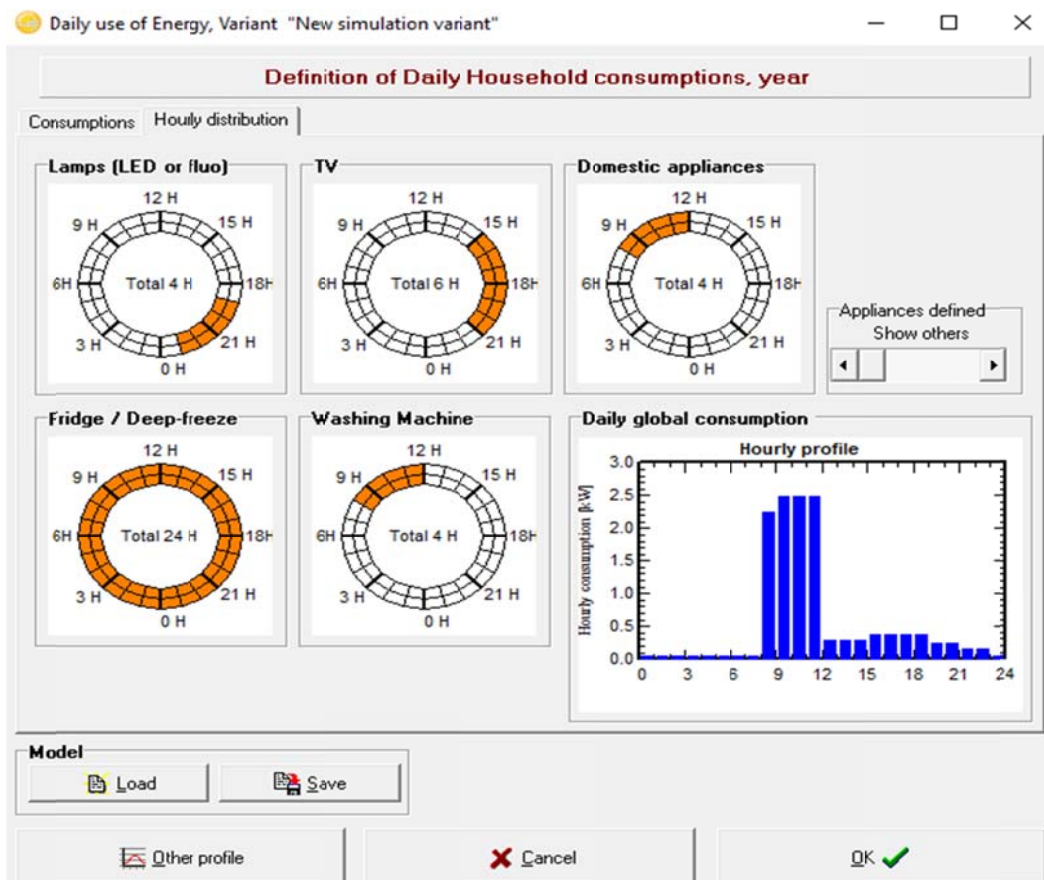 Daily use of Energy, Variant "New simulation variant"
Definition of Daily Household consumptions, year
Consumptions
Hourly distribution
Lamps (LED or fluo)
12 H
9 H
15 H
6H
Total 4 H
18H
3 H
21 H
0 H
TV
12 H
9 H
15 H
6H
Total 6 H
18H
3 H
21 H
0 H
Domestic appliances
12 H
9 H
15 H
6H
Total 4 H
18H
3 H
21 H
0 H
Appliances defined
Show others
Fridge / Deep-freeze
12 H
9 H
15 H
6H
Total 24 H
18H
3 H
21 H
0 H
Washing Machine
12 H
9 H
15 H
6H
Total 4 H
18H
3 H
21 H
0 H
Daily global consumption
Hourly profile
Hourly consumption [kW]
3.0
2.5
2.0
1.5
1.0
0.5
0.0
0 3 6 9 12 15 18 21 24
Model
Load
Save
Other profile
Cancel
OK